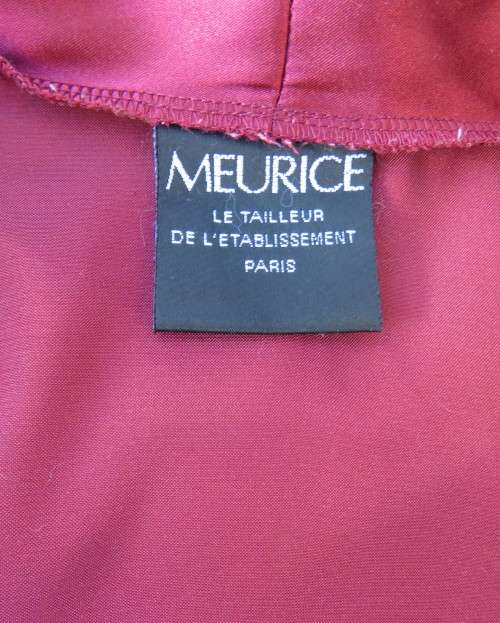 MEURICE
LE TAILLEUR
DE L'ETABLISSEMENT
PARIS